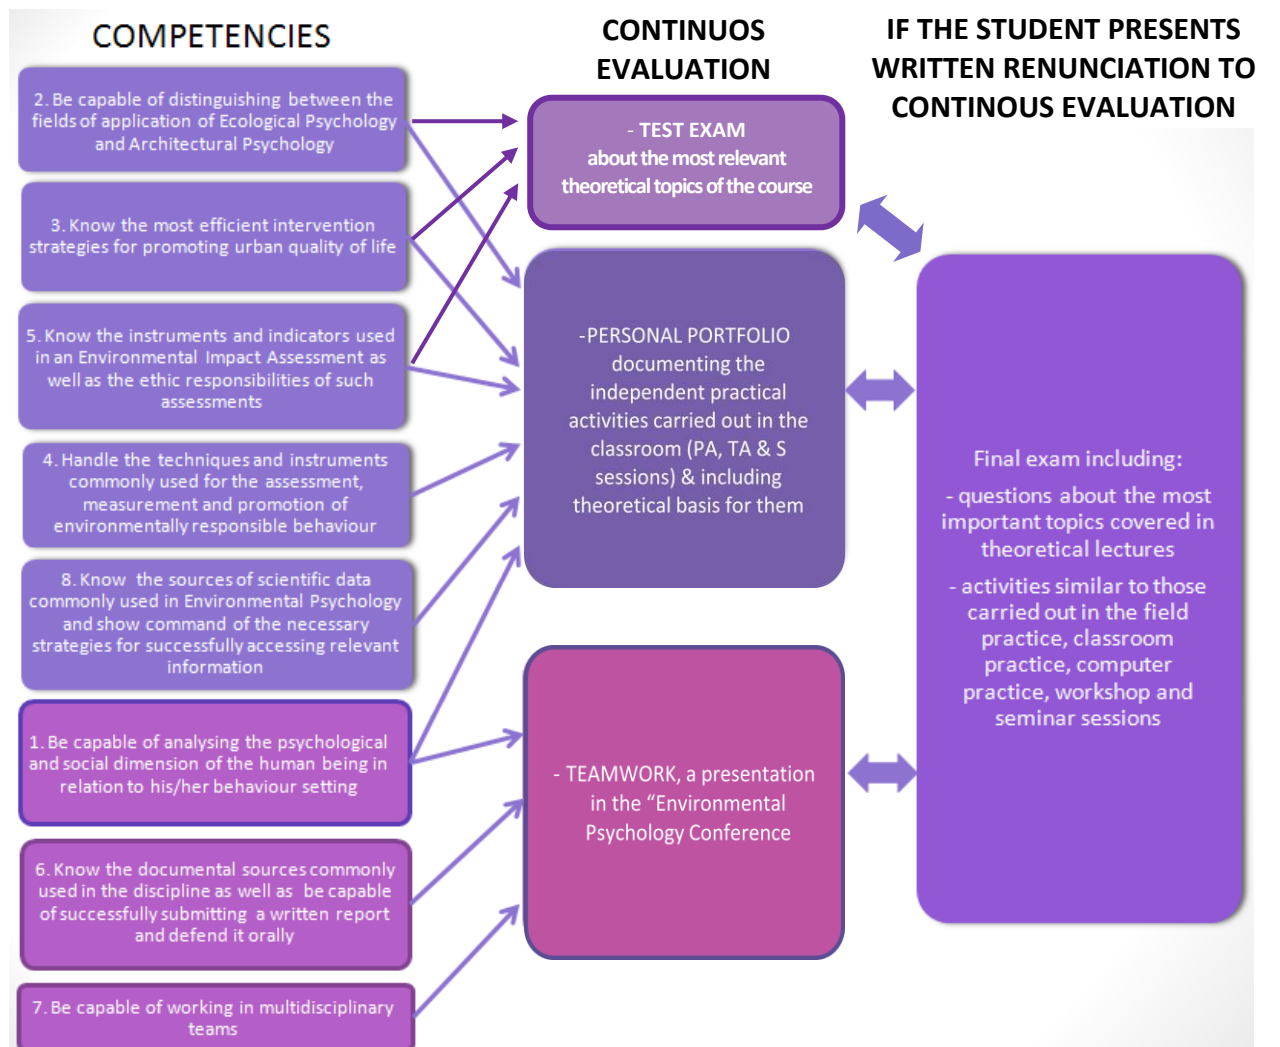 COMPETENCIES
2. Be capable of distinguishing between the
fields of application of Ecological Psychology
and Architectural Psychology
3. Know the most efficient intervention
strategies for promoting urban quality of life
5. Know the instruments and indicators used
in an Environmental Impact Assessment as
well as the ethic responsibilities of such
assessments
4. Handle the techniques and instruments
commonly used for the assessment,
measurement and promotion of
environmentally responsible behaviour
8. Know the sources of scientific data
commonly used in Environmental Psychology
and show command of the necessary
strategies for successfully accessing relevant
information
1. Be capable of analysing the psychological
and social dimension of the human being in
relation to his/her behaviour setting
6. Know the documental sources commonly
used in the discipline as well as be capable
of successfully submitting a written report
and defend it orally
7. Be capable of working in multidisciplinary
teams
CONTINUOS
EVALUATION
- TEST EXAM
about the most relevant
theoretical topics of the course
-PERSONAL PORTFOLIO
documenting the
independent practical
activities carried out in the
classroom (PA, TA & S
sessions) & including
theoretical basis for them
- TEAMWORK, a presentation
in the “Environmental
Psychology Conference
IF THE STUDENT PRESENTS
WRITTEN RENUNCIATION TO
CONTINOUS EVALUATION
Final exam including:
- questions about the most
important topics covered in
theoretical lectures
- activities similar to those
carried out in the field
practice, classroom
practice, computer
practice, workshop and
seminar sessions